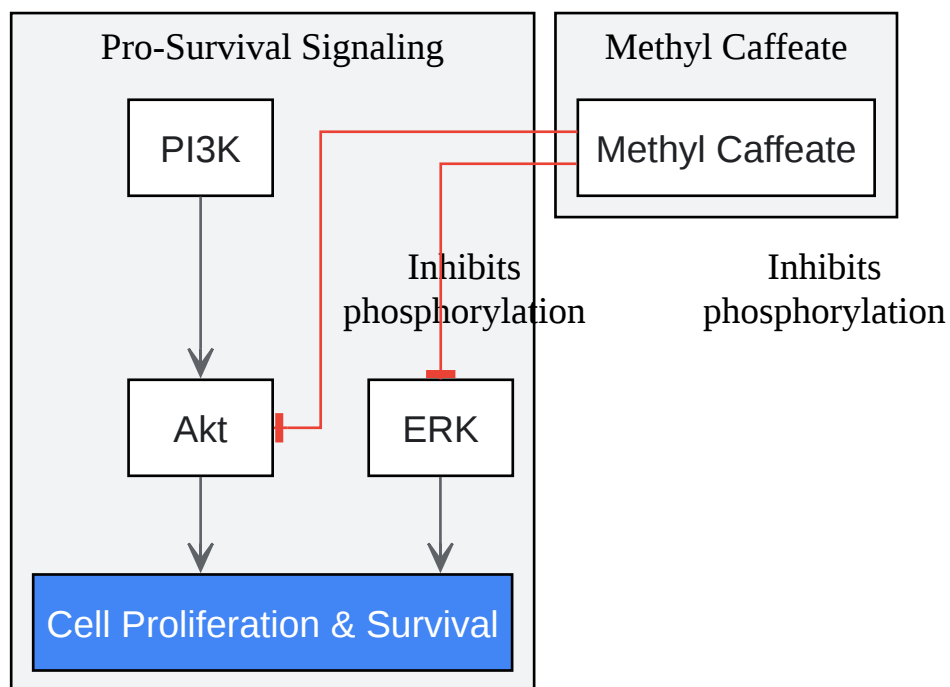 Pro-Survival Signaling
Methyl Caffeate
PI3K
Methyl Caffeate
Inhibits
phosphorylation
Inhibits
phosphorylation
Akt
ERK
Cell Proliferation & Survival